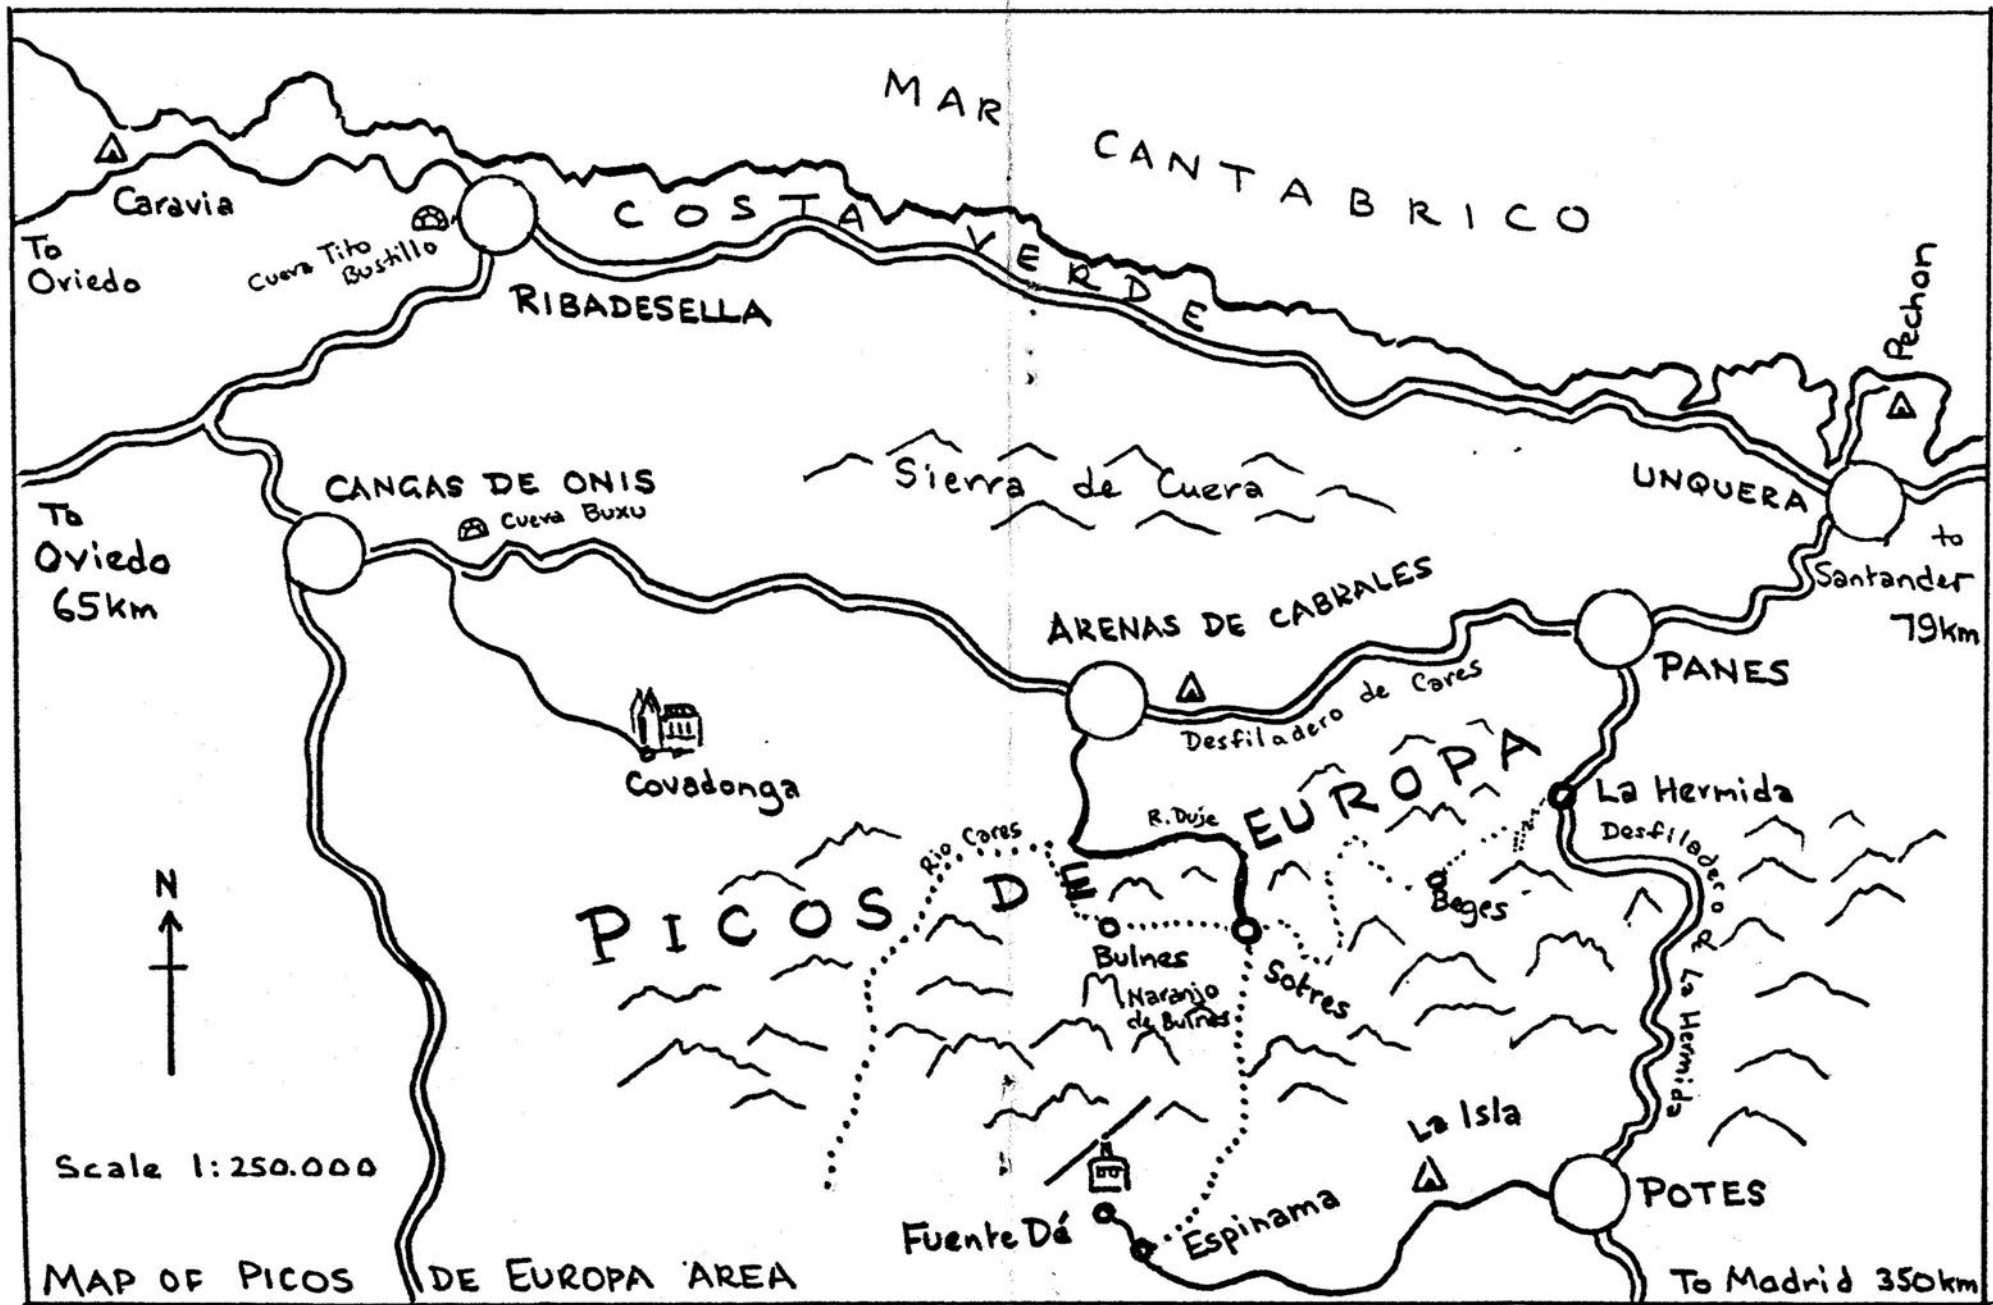 MAR CANTABRICO
Caravia
To
Oviedo
Cueva Tito
Bustillo
RIBADESELLA
COSTA VERDE
Pechon
To
Oviedo
65km
CANGAS DE ONIS
Cueva Buxu
Sierra de Cuera
UNQUERA
to
Santander
79km
ARENAS DE CABRALES
PANES
Desfiladero de Cares
Covadonga
La Hermida
Desfiladero R. La Hermida
R. Duje
Rio Cares
PICOS DE EUROPA
Beges
Bulnes
Sotres
Naranjo
de Bulnes
N
La Isla
Scale 1:250.000
POTES
Fuente Dé
Espinama
MAP OF PICOS DE EUROPA AREA
To Madrid 350km